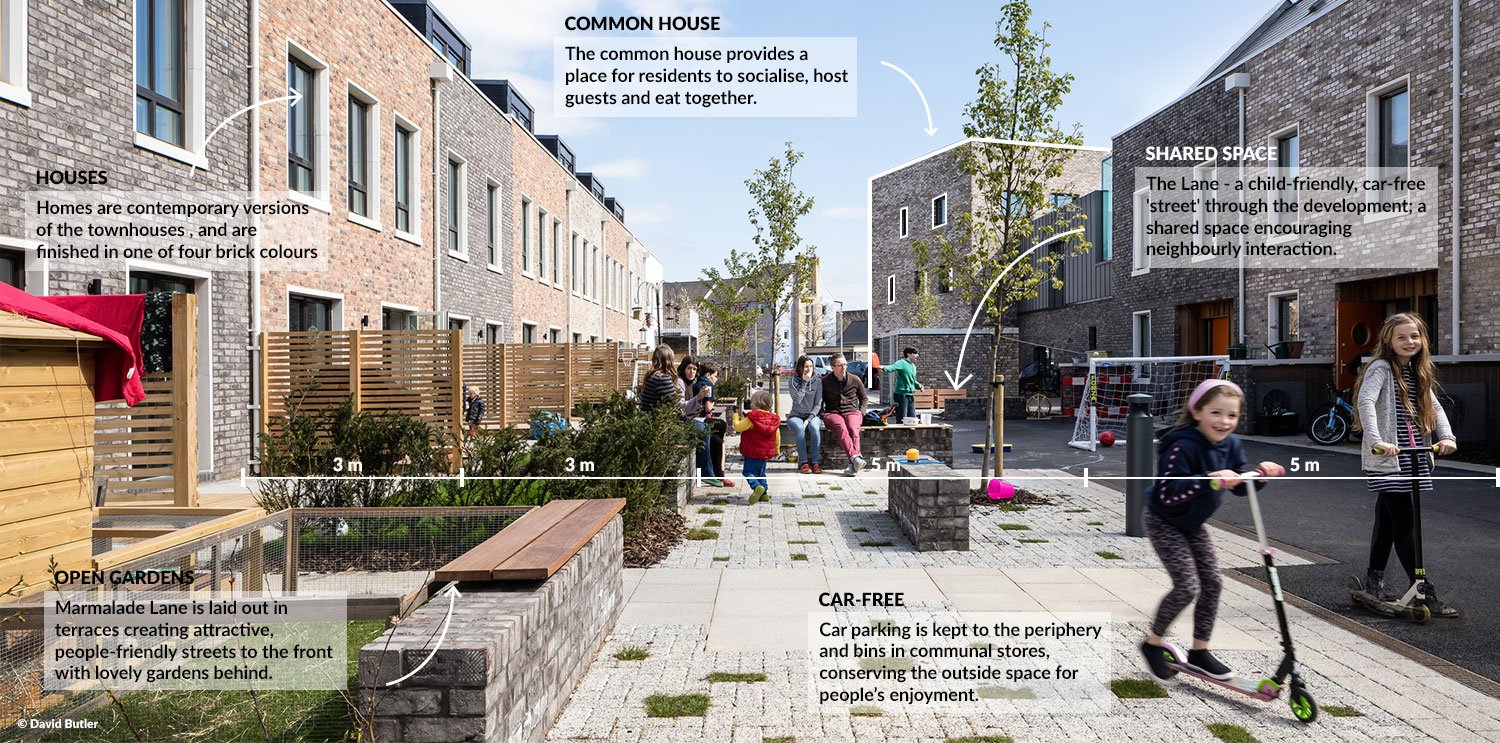 COMMON HOUSE
The common house provides a
place for residents to socialise, host
guests and eat together.
SHARED SPACE
The Lane - a child-friendly, car-free
'street' through the development; a
shared space encouraging
neighbourly interaction.
HOUSES
Homes are contemporary versions
of the townhouses , and are
finished in one of four brick colours
3 m
3 m
5 m
5 m
OPEN GARDENS
Marmalade Lane is laid out in
terraces creating attractive,
people-friendly streets to the front
with lovely gardens behind.
CAR-FREE
Car parking is kept to the periphery
and bins in communal stores,
conserving the outside space for
people’s enjoyment.
© David Butler